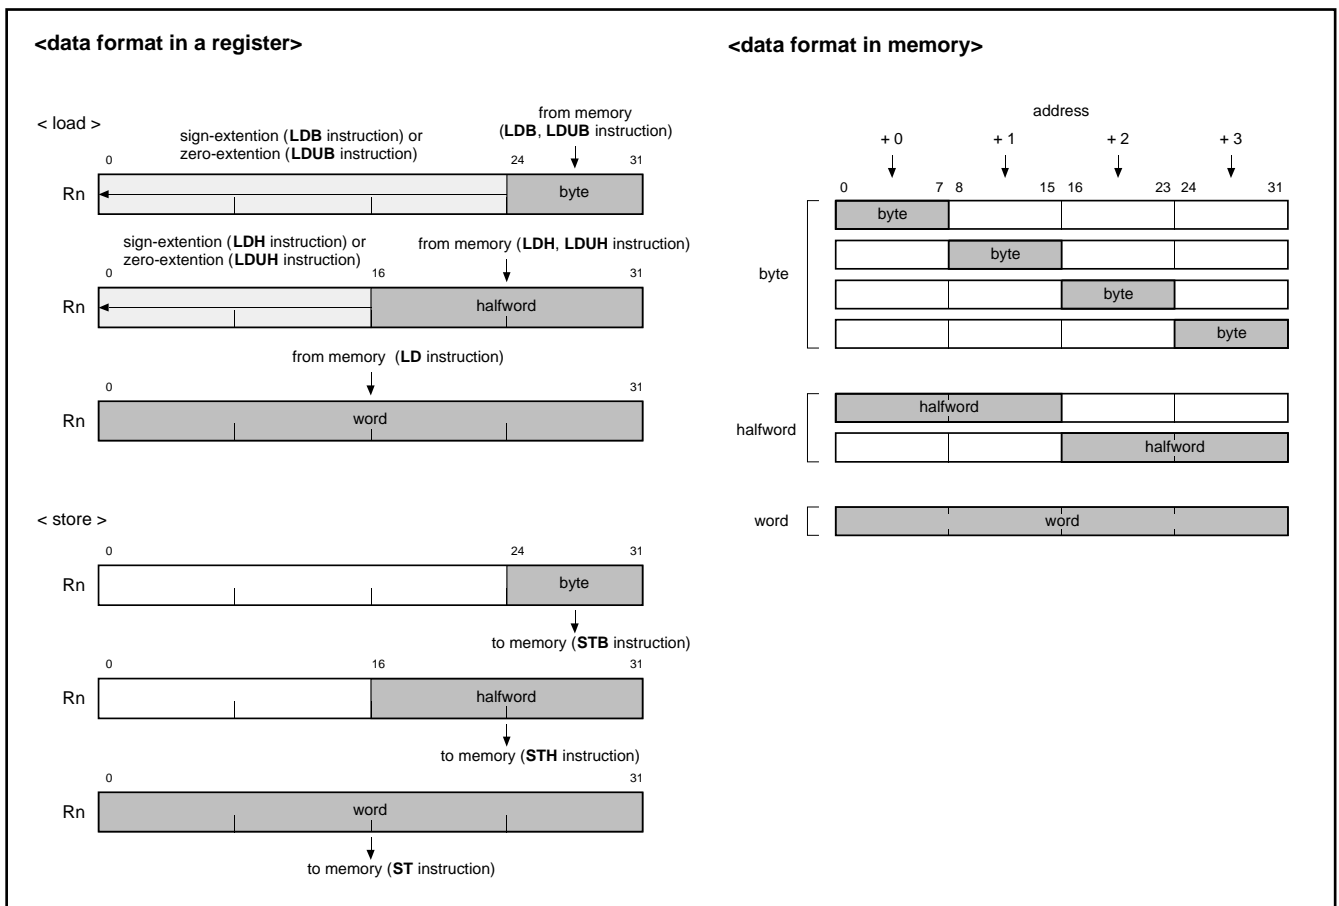 <data format in a register>
< load >
from memory
(LDB, LDUB instruction)
sign-extention (LDB instruction) or
zero-extention (LDUB instruction)
0 24 31
Rn byte
sign-extention (LDH instruction) or
zero-extention (LDUH instruction)
from memory (LDH, LDUH instruction)
0 16 31
Rn halfword
from memory (LD instruction)
0 31
Rn word
< store >
0 24 31
Rn byte
to memory (STB instruction)
0 16 31
Rn halfword
to memory (STH instruction)
0 31
Rn word
to memory (ST instruction)
<data format in memory>
address
+ 0 + 1 + 2 + 3
0 7 8 15 16 23 24 31
byte
byte
byte
byte
byte
halfword
halfword
halfword
word word